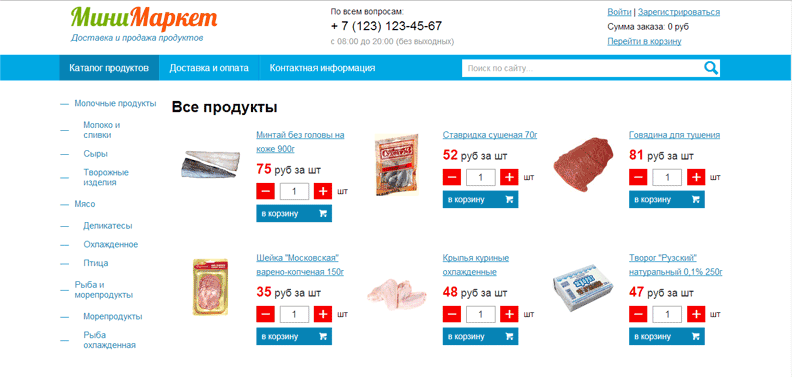 МиниМаркет
Доставка и продажа продуктов
По всем вопросам:
+ 7 (123) 123-45-67
с 08:00 до 20:00 (без выходных)
Войти | Зарегистрироваться
Сумма заказа: 0 руб
Перейти в корзину
Каталог продуктов
Доставка и оплата
Контактная информация
Поиск по сайту...
— Молочные продукты
— Молоко и
сливки
— Сыры
— Творожные
изделия
— Мясо
— Деликатесы
— Охлажденное
— Птица
— Рыба и
морепродукты
— Морепродукты
— Рыба
охлажденная
Все продукты
Минтай без головы на
коже 900г
75 руб за шт
− 1 + шт
в корзину
Ставридка сушеная 70г
52 руб за шт
− 1 + шт
в корзину
Говядина для тушения
81 руб за шт
− 1 + шт
в корзину
Шейка "Московская"
варено-копченая 150г
35 руб за шт
− 1 + шт
в корзину
Крылья куриные
охлажденные
48 руб за шт
− 1 + шт
в корзину
Творог "Рузский"
натуральный 0,1% 250г
47 руб за шт
− 1 + шт
в корзину